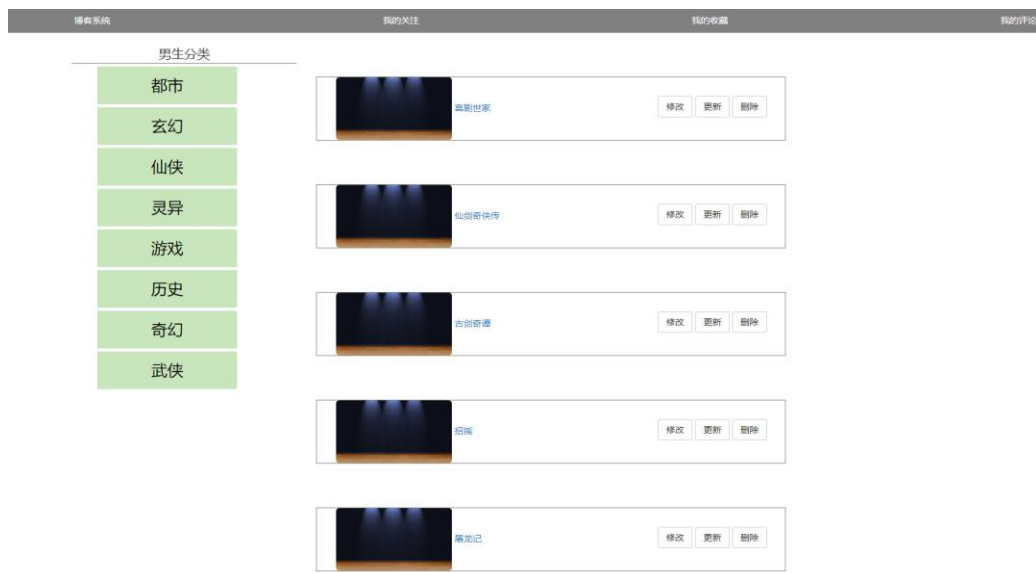 博客系统 我的关注 我的收藏 我的评论
男生分类
都市
玄幻
仙侠
灵异
游戏
历史
奇幻
武侠
喜剧世家 修改 更新 删除
仙剑奇侠传 修改 更新 删除
古剑奇谭 修改 更新 删除
招摇 修改 更新 删除
屠龙记 修改 更新 删除